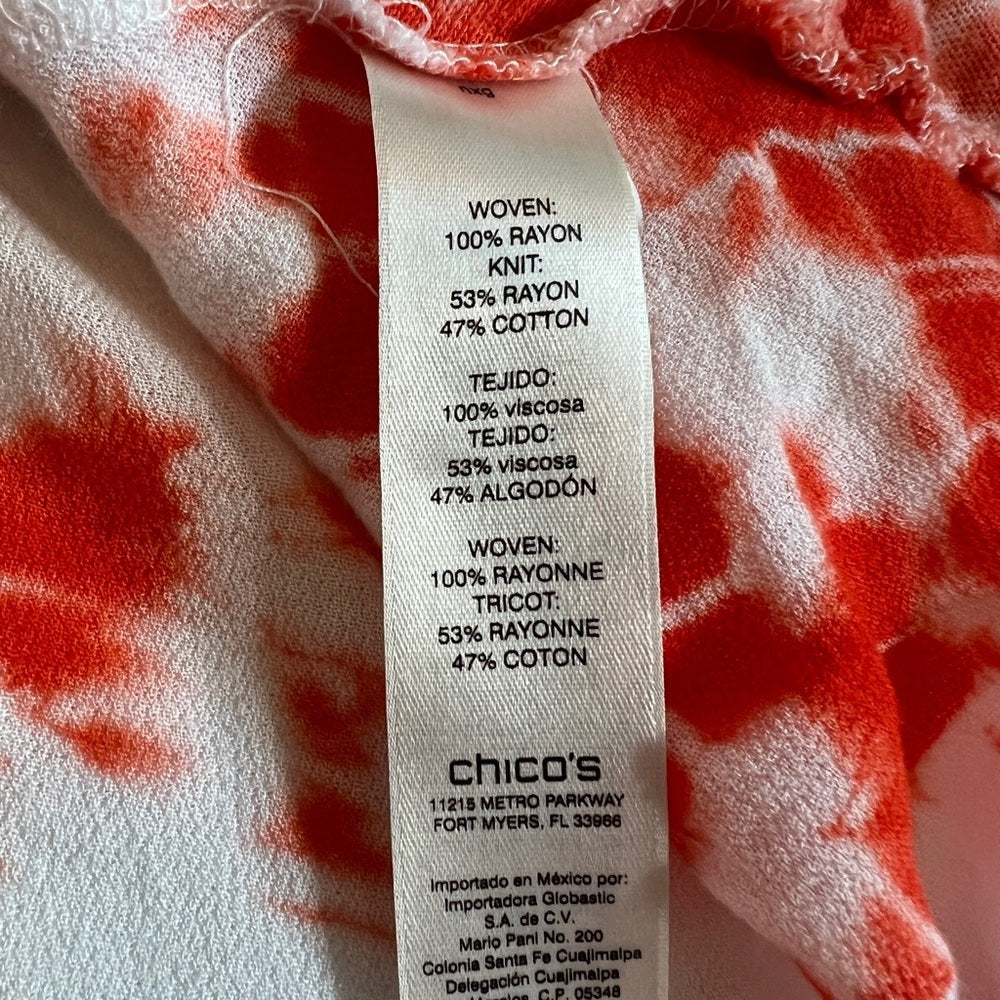 nxg
WOVEN:
100% RAYON
KNIT:
53% RAYON
47% COTTON
TEJIDO:
100% viscosa
TEJIDO:
53% viscosa
47% ALGODÓN
WOVEN:
100% RAYONNE
TRICOT:
53% RAYONNE
47% COTON
chico's
11215 METRO PARKWAY
FORT MYERS, FL 33966
Importado en México por:
Importadora Globastic
S.A. de C.V.
Mario Pani No. 200
Colonia Santa Fe Cuajimalpa
Delegación Cuajimalpa
C.P. 05348